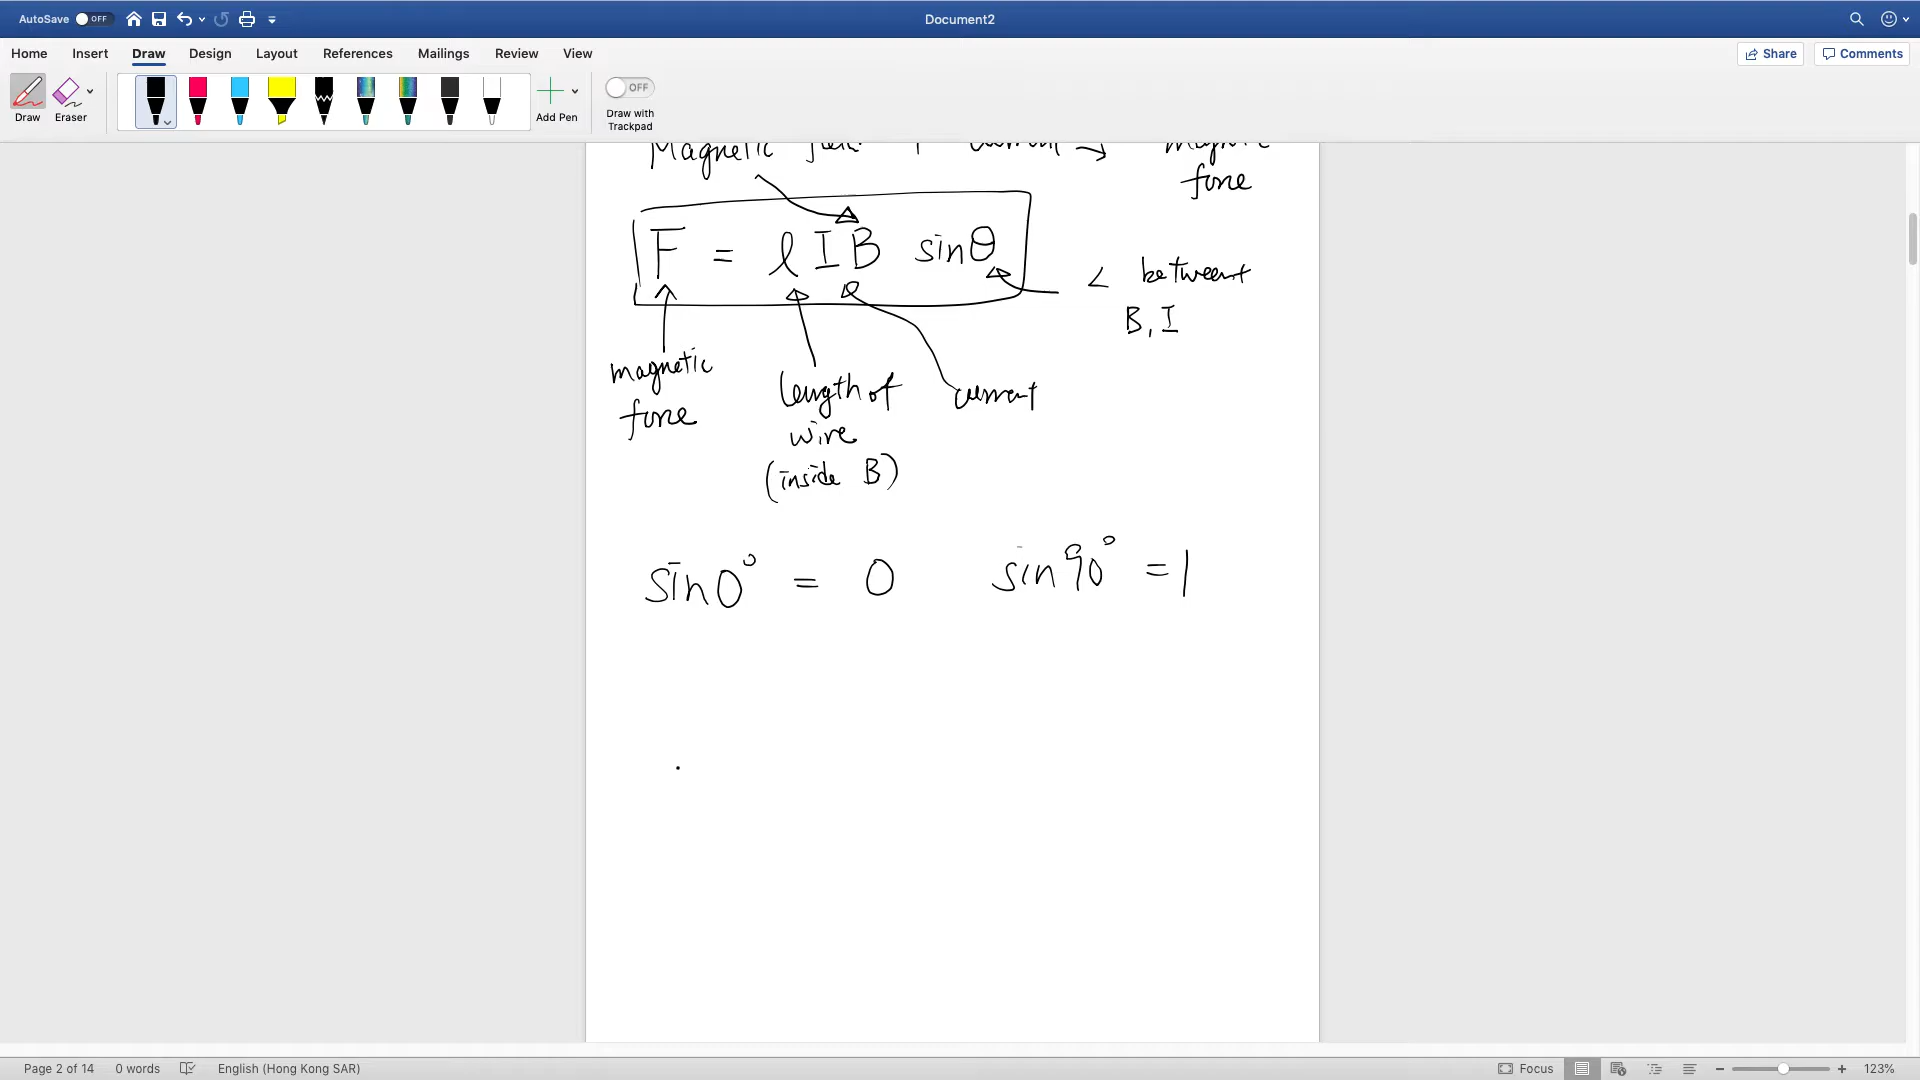 AutoSave OFF Document2
Home Insert Draw Design Layout References Mailings Review View Share Comments
Draw Eraser Add Pen OFF Draw with Trackpad
Magnetic field + current →
force
F = l I B sinθ
∠ between
B, I
magnetic
force
length of
wire
(inside B)
current
sin0° = 0 sin90° = 1
Page 2 of 14 0 words English (Hong Kong SAR) Focus 123%